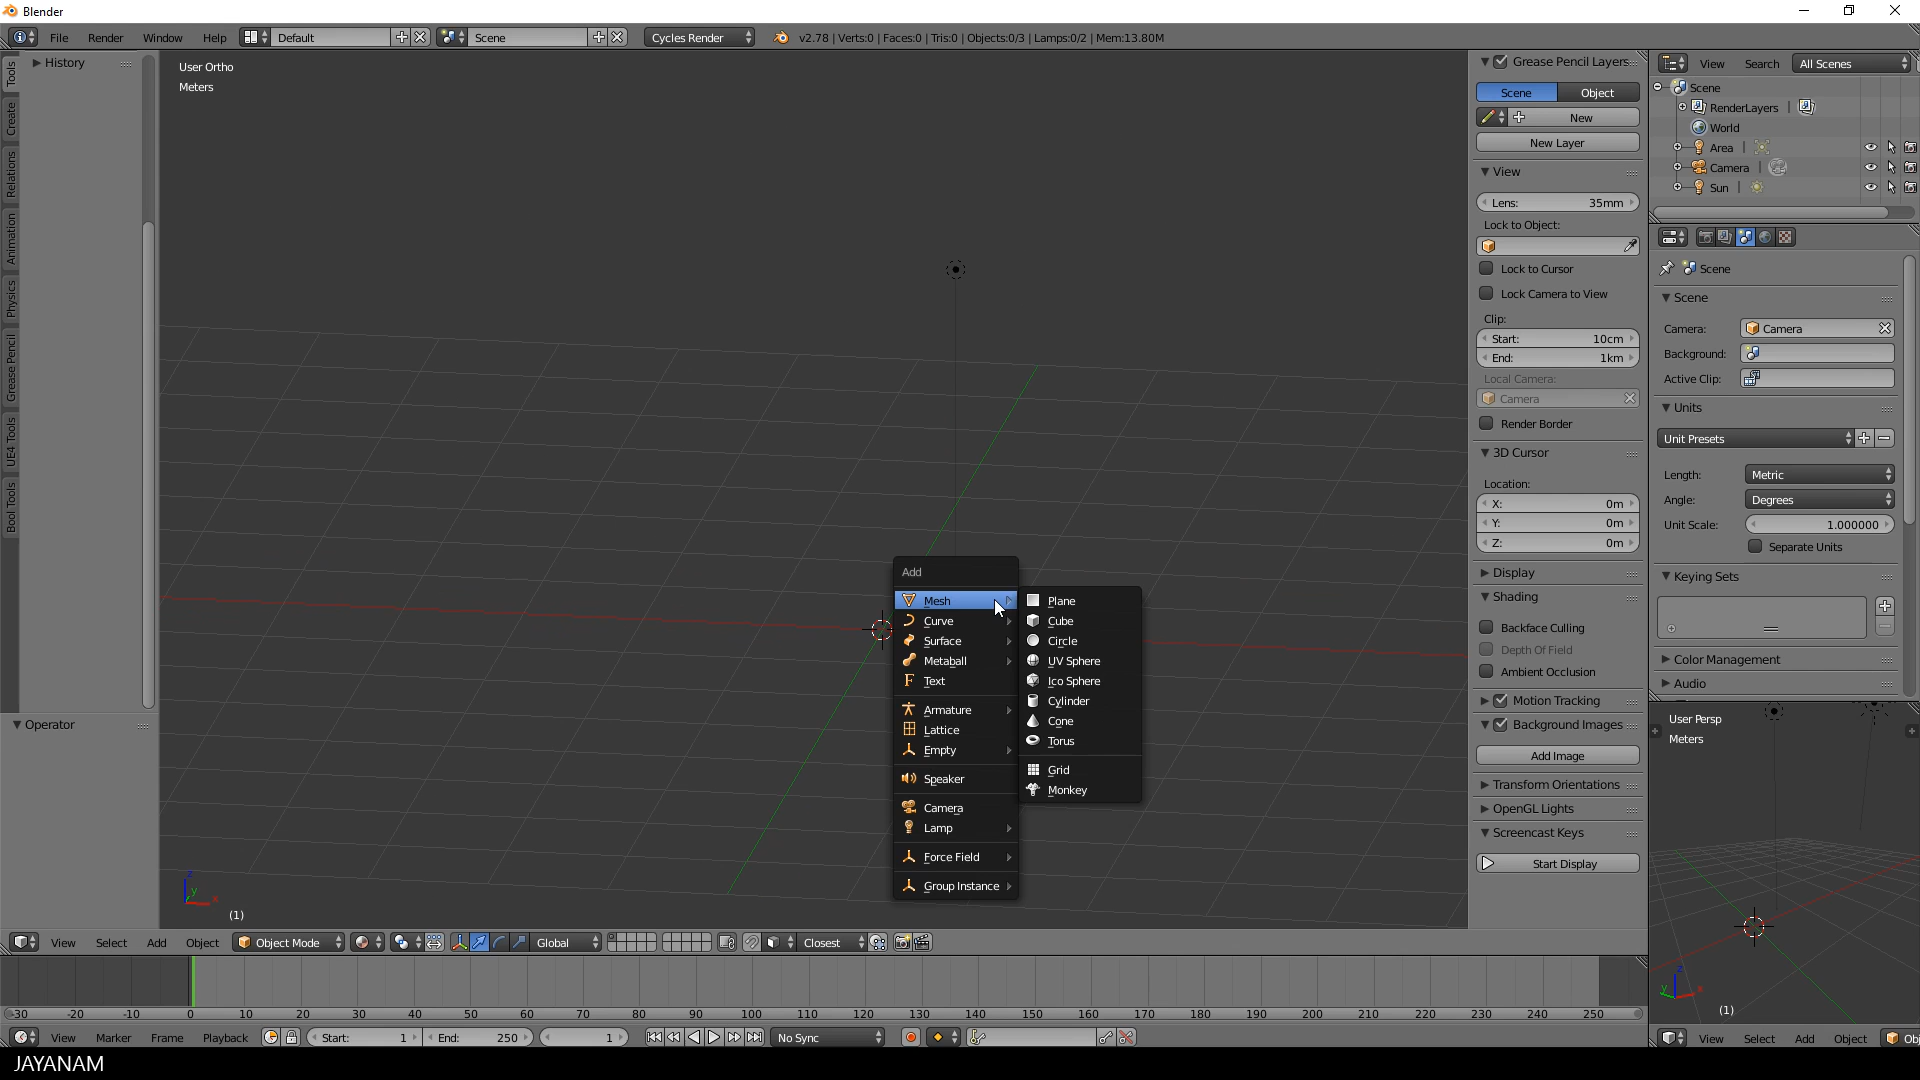 Blender
File Render Window Help Default Scene Cycles Render v2.78 | Verts:0 | Faces:0 | Tris:0 | Objects:0/3 | Lamps:0/2 | Mem:13.80M
Tools
Create
Relations
Animation
Physics
Grease Pencil
UE4 Tools
Bool Tools
History
Operator
User Ortho
Meters
Add
Mesh
Curve
Surface
Metaball
Text
Armature
Lattice
Empty
Speaker
Camera
Lamp
Force Field
Group Instance
Plane
Cube
Circle
UV Sphere
Ico Sphere
Cylinder
Cone
Torus
Grid
Monkey
z
y
x
(1)
Grease Pencil Layers
Scene Object
New
New Layer
View
Lens: 35mm
Lock to Object:
Lock to Cursor
Lock Camera to View
Clip:
Start: 10cm
End: 1km
Local Camera:
Camera
Render Border
3D Cursor
Location:
X: 0m
Y: 0m
Z: 0m
Display
Shading
Backface Culling
Depth Of Field
Ambient Occlusion
Motion Tracking
Background Images
Add Image
Transform Orientations
OpenGL Lights
Screencast Keys
Start Display
View Search All Scenes
Scene
RenderLayers
World
Area
Camera
Sun
Scene
Scene
Camera: Camera
Background:
Active Clip:
Units
Unit Presets
Length: Metric
Angle: Degrees
Unit Scale: 1.000000
Separate Units
Keying Sets
Color Management
Audio
User Persp
Meters
z
y
x
(1)
View Select Add Object Object Mode Global Closest
-30 -20 -10 0 10 20 30 40 50 60 70 80 90 100 110 120 130 140 150 160 170 180 190 200 210 220 230 240 250
View Marker Frame Playback Start: 1 End: 250 1 No Sync
View Select Add Object Ob
JAYANAM